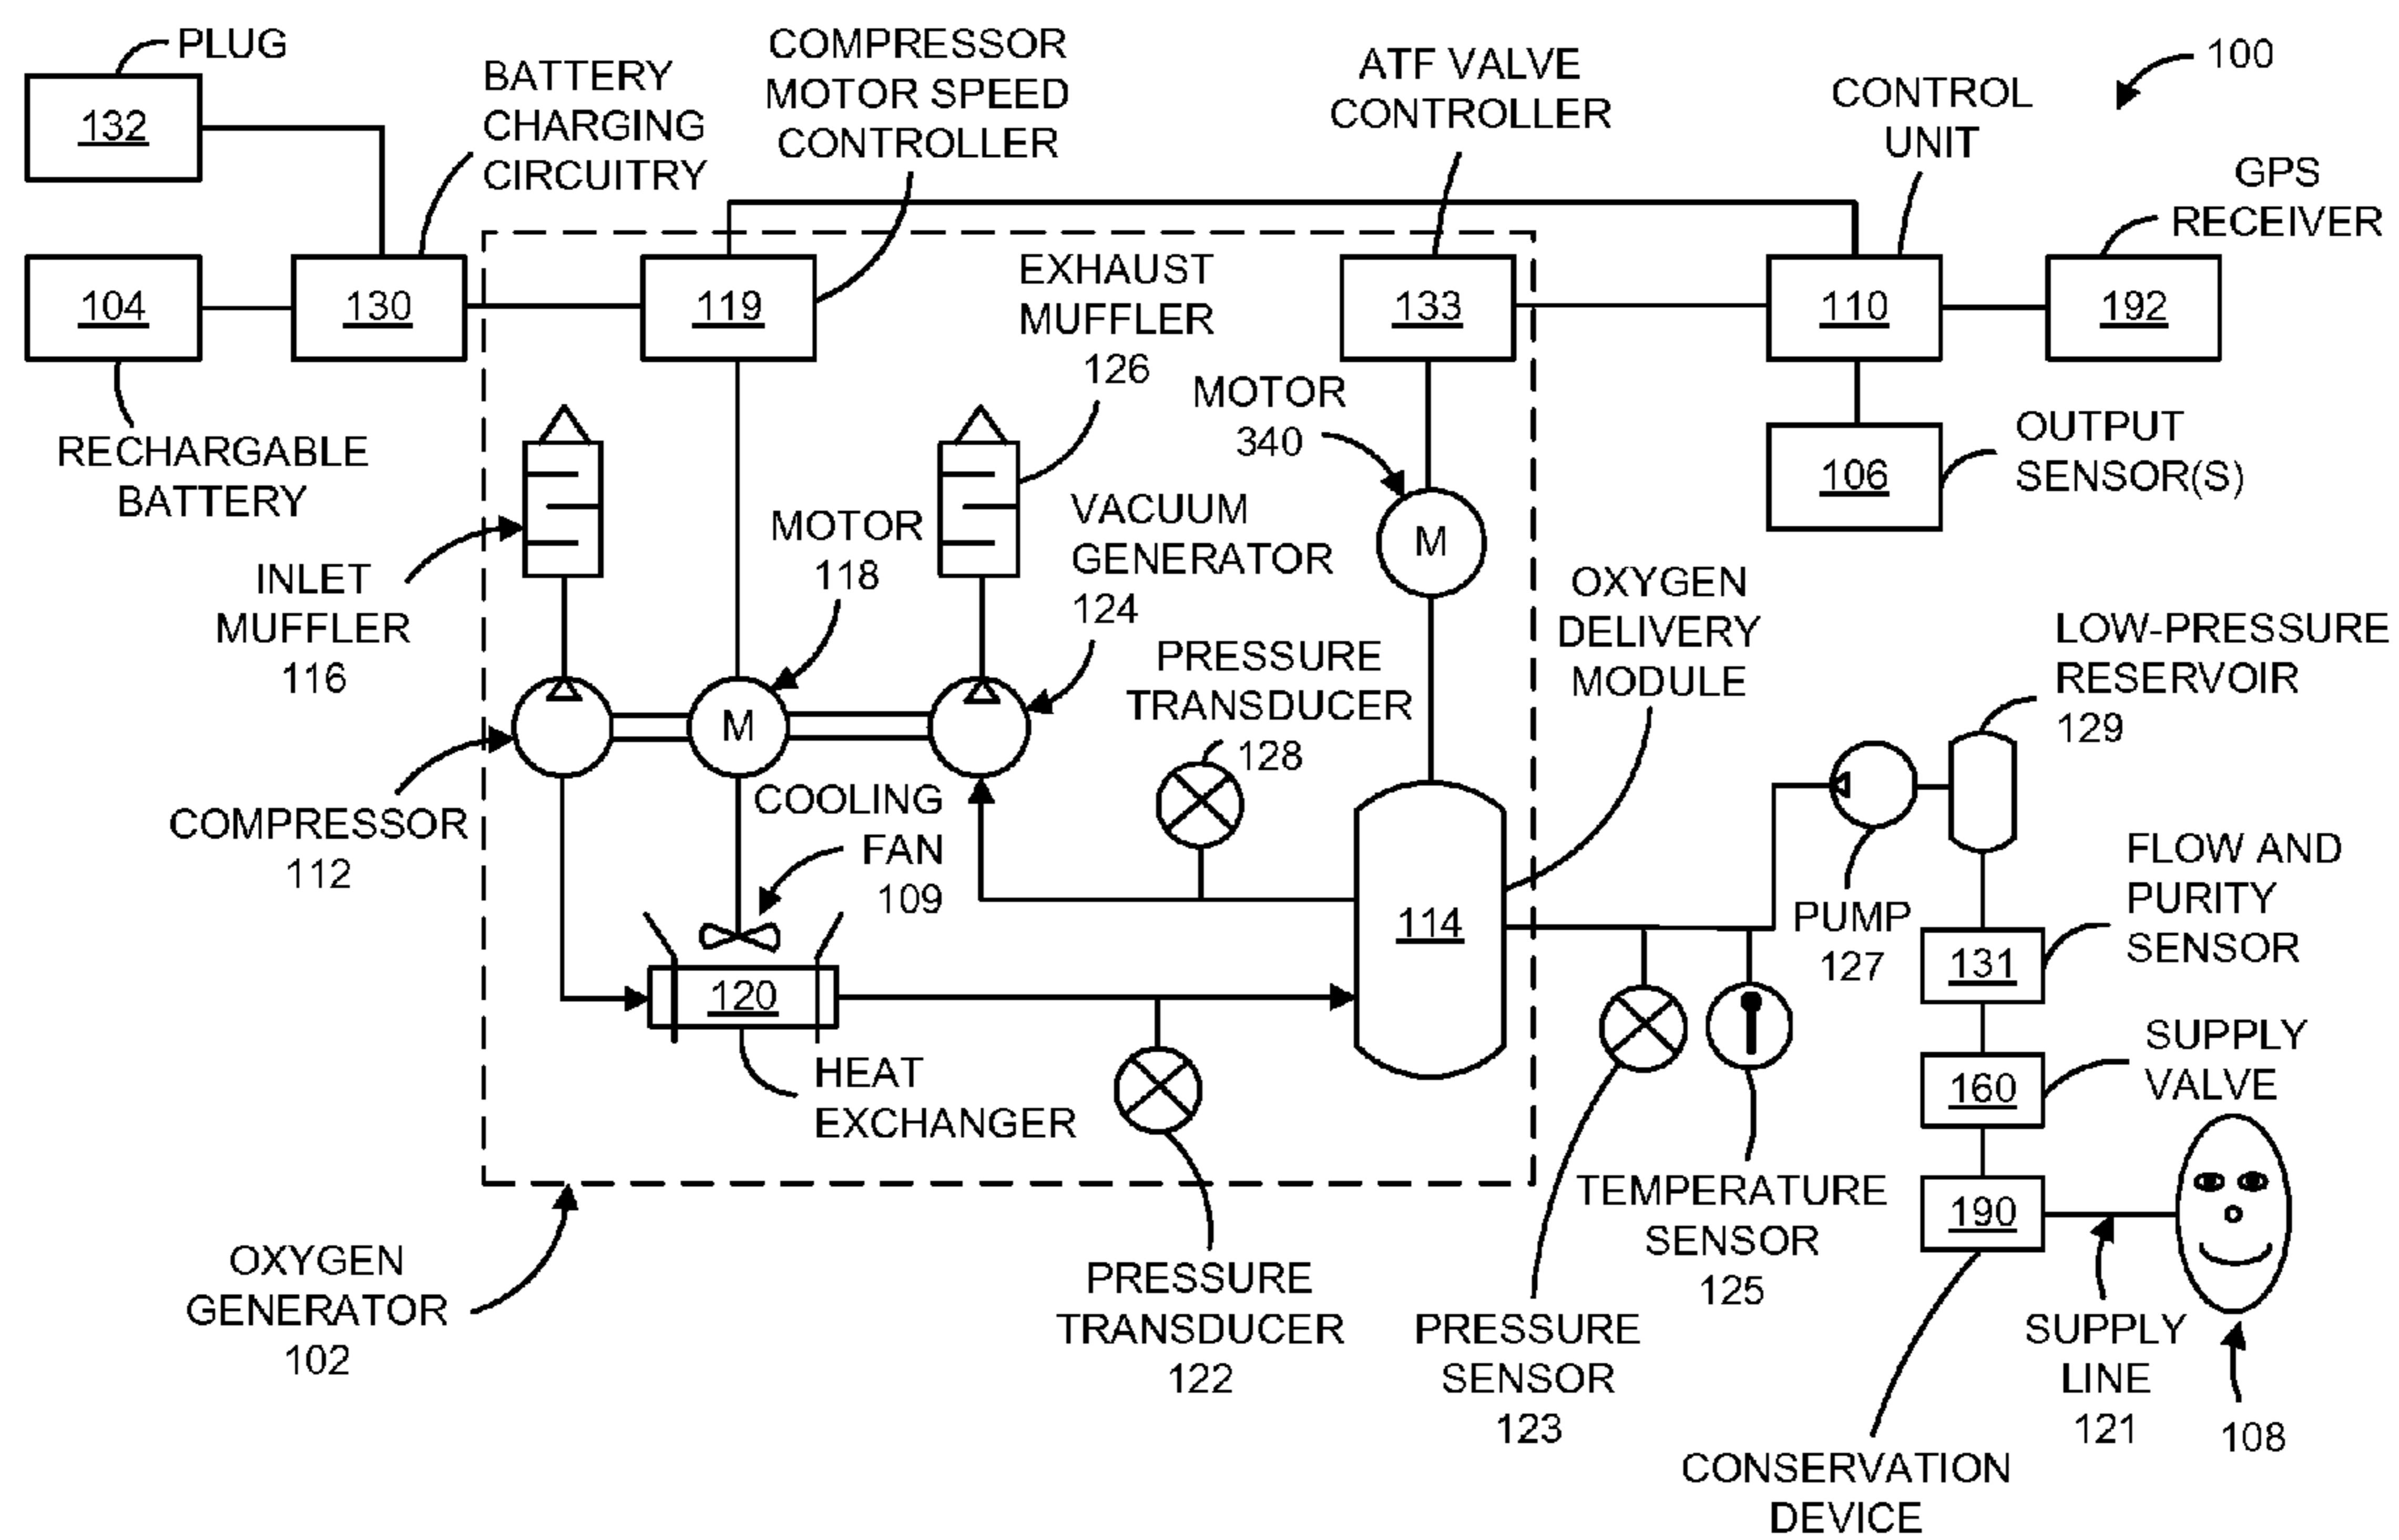 PLUG
132
BATTERY
CHARGING
CIRCUITRY
COMPRESSOR
MOTOR SPEED
CONTROLLER
ATF VALVE
CONTROLLER
CONTROL
UNIT
100
GPS
RECEIVER
104
130
119
EXHAUST
MUFFLER
126
133
110
192
RECHARGABLE
BATTERY
MOTOR
340
106
OUTPUT
SENSOR(S)
INLET
MUFFLER
116
MOTOR
118
VACUUM
GENERATOR
124
M
OXYGEN
DELIVERY
MODULE
PRESSURE
TRANSDUCER
128
LOW-PRESSURE
RESERVOIR
129
M
COMPRESSOR
112
COOLING
FAN
109
114
PUMP
127
FLOW AND
PURITY
SENSOR
131
120
HEAT
EXCHANGER
160
SUPPLY
VALVE
OXYGEN
GENERATOR
102
PRESSURE
TRANSDUCER
122
PRESSURE
SENSOR
123
TEMPERATURE
SENSOR
125
190
SUPPLY
LINE
121
108
CONSERVATION
DEVICE